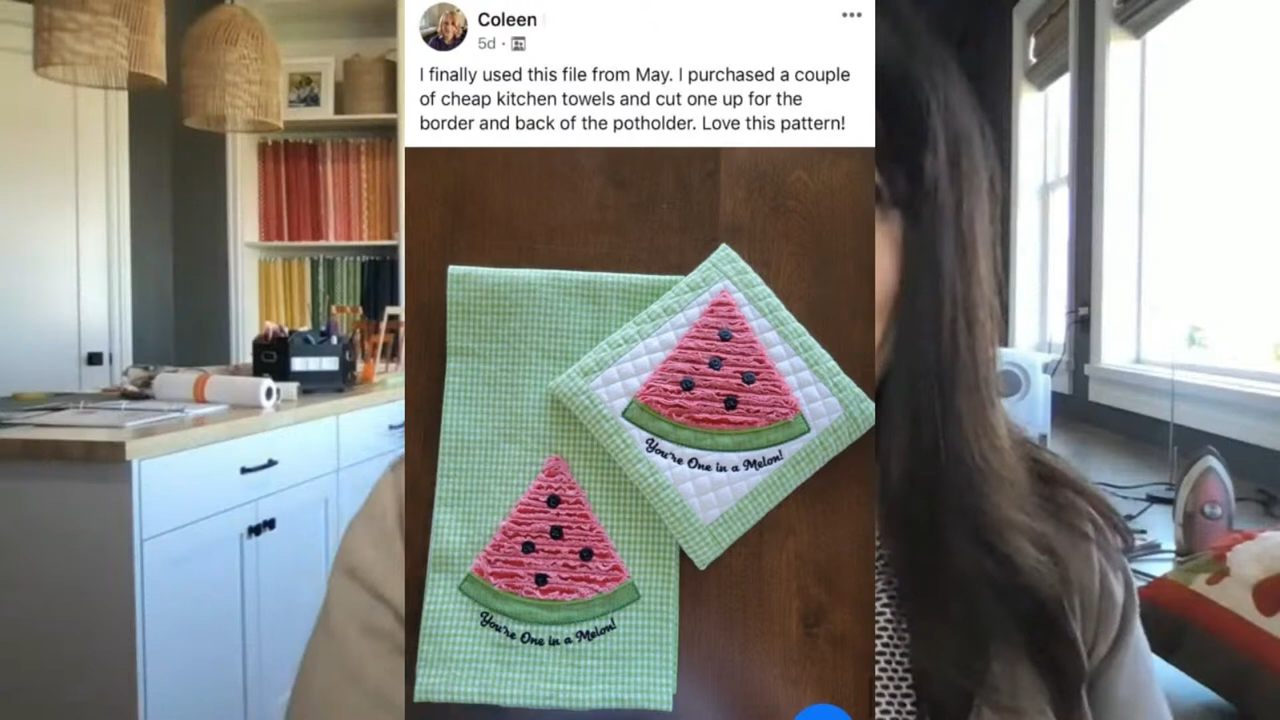 Coleen
5d ·
I finally used this file from May. I purchased a couple
of cheap kitchen towels and cut one up for the
border and back of the potholder. Love this pattern!
You're One in a Melon!
You're One in a Melon!